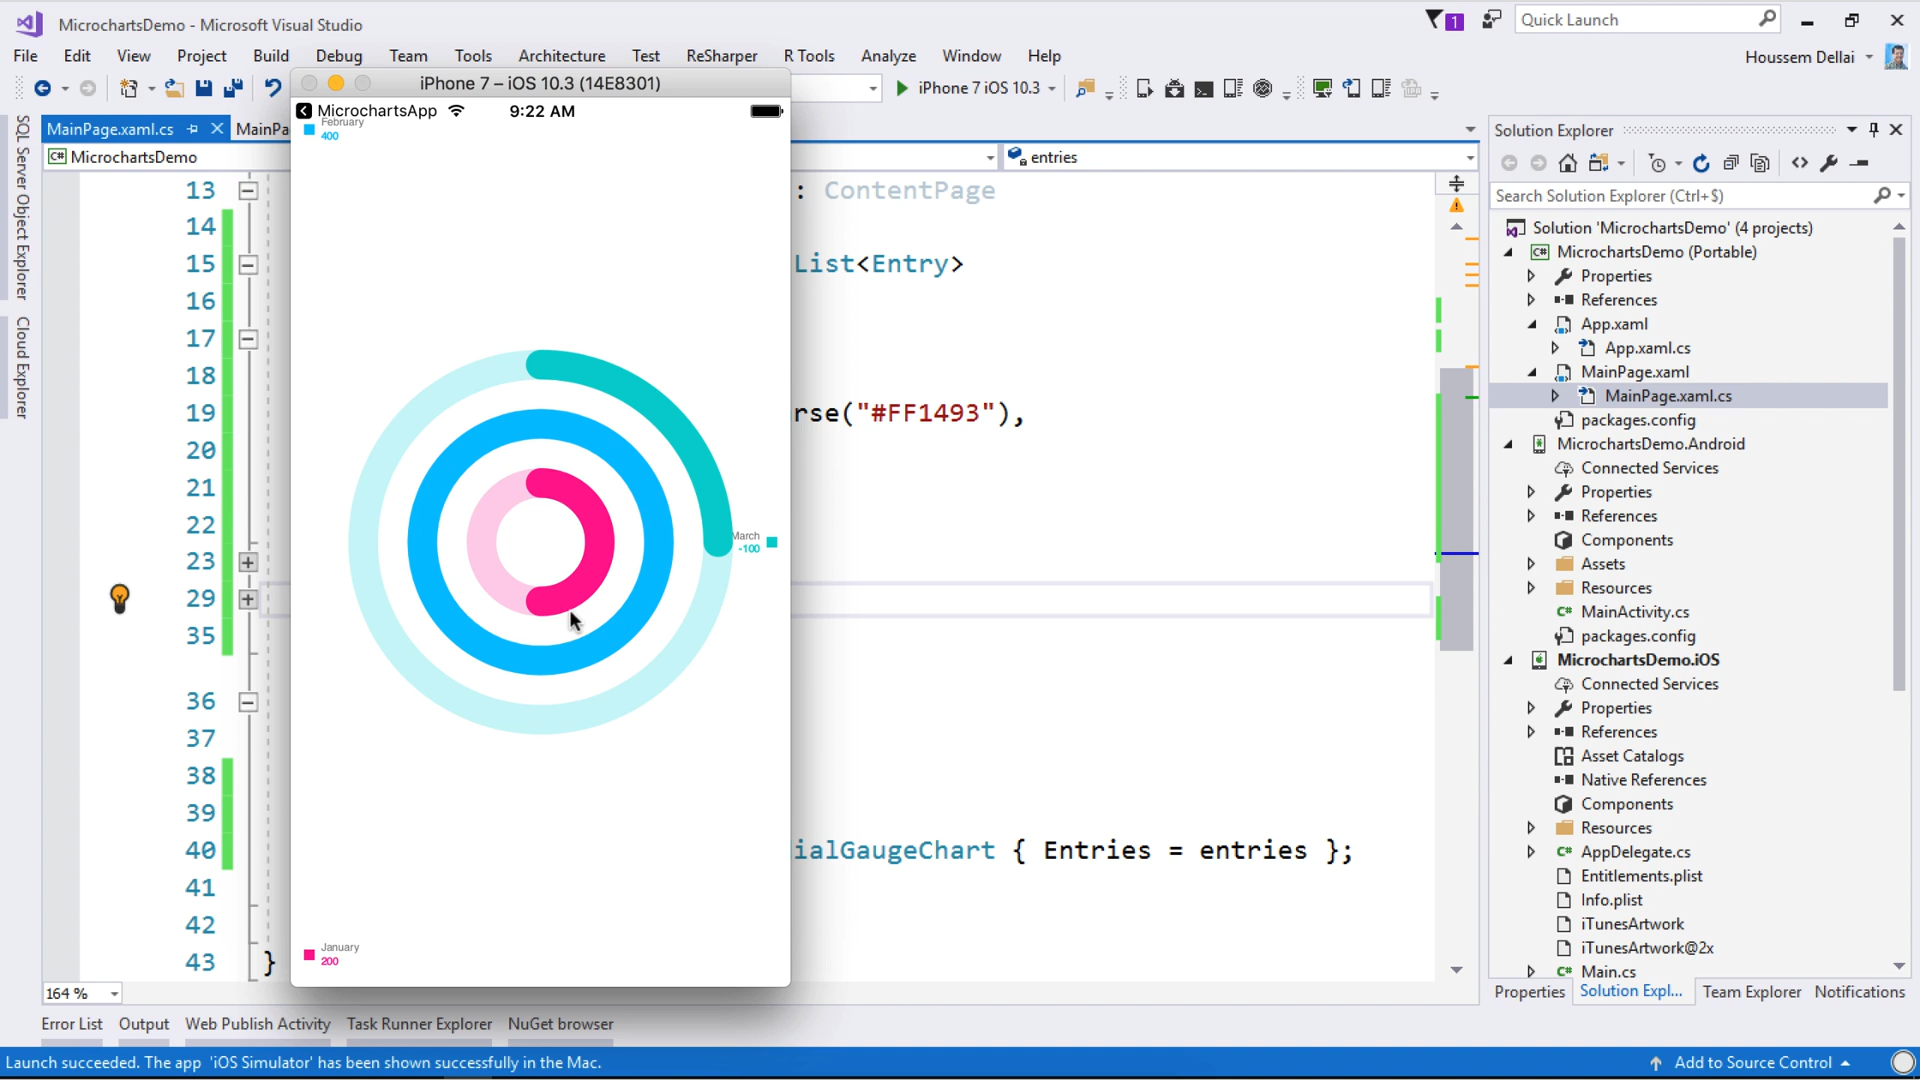 MicrochartsDemo - Microsoft Visual Studio
1
Quick Launch
File Edit View Project Build Debug Team Tools Architecture Test ReSharper R Tools Analyze Window Help
Houssem Dellai
iPhone 7 – iOS 10.3 (14E8301)
iPhone 7 iOS 10.3
MicrochartsApp 9:22 AM
February
400
MainPage.xaml.cs
MainPa
MicrochartsDemo
entries
SQL Server Object Explorer
Cloud Explorer
13 : ContentPage
14
15 List<Entry>
16
17
18
19 rse("#FF1493"),
20
21
22
23
29
35
36
37
38
39
40 ialGaugeChart { Entries = entries };
41
42
43 }
March
-100
January
200
164 %
Solution Explorer
Search Solution Explorer (Ctrl+$)
Solution 'MicrochartsDemo' (4 projects)
MicrochartsDemo (Portable)
Properties
References
App.xaml
App.xaml.cs
MainPage.xaml
MainPage.xaml.cs
packages.config
MicrochartsDemo.Android
Connected Services
Properties
References
Components
Assets
Resources
MainActivity.cs
packages.config
MicrochartsDemo.iOS
Connected Services
Properties
References
Asset Catalogs
Native References
Components
Resources
AppDelegate.cs
Entitlements.plist
Info.plist
iTunesArtwork
iTunesArtwork@2x
Main.cs
Properties Solution Expl... Team Explorer Notifications
Error List Output Web Publish Activity Task Runner Explorer NuGet browser
Launch succeeded. The app 'iOS Simulator' has been shown successfully in the Mac.
Add to Source Control